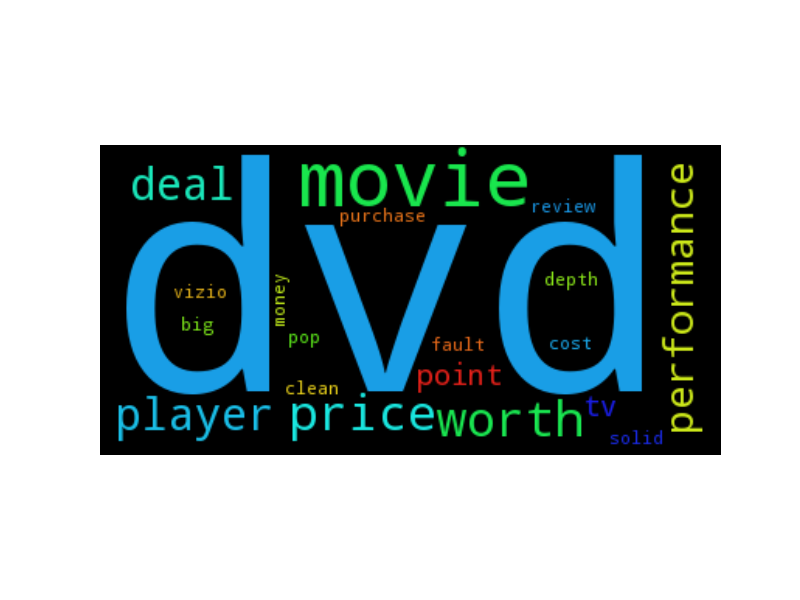 deal
movie
review
purchase
dvd
performance
vizio
money
depth
big
pop
fault
cost
clean
point
player
price
worth
tv
solid